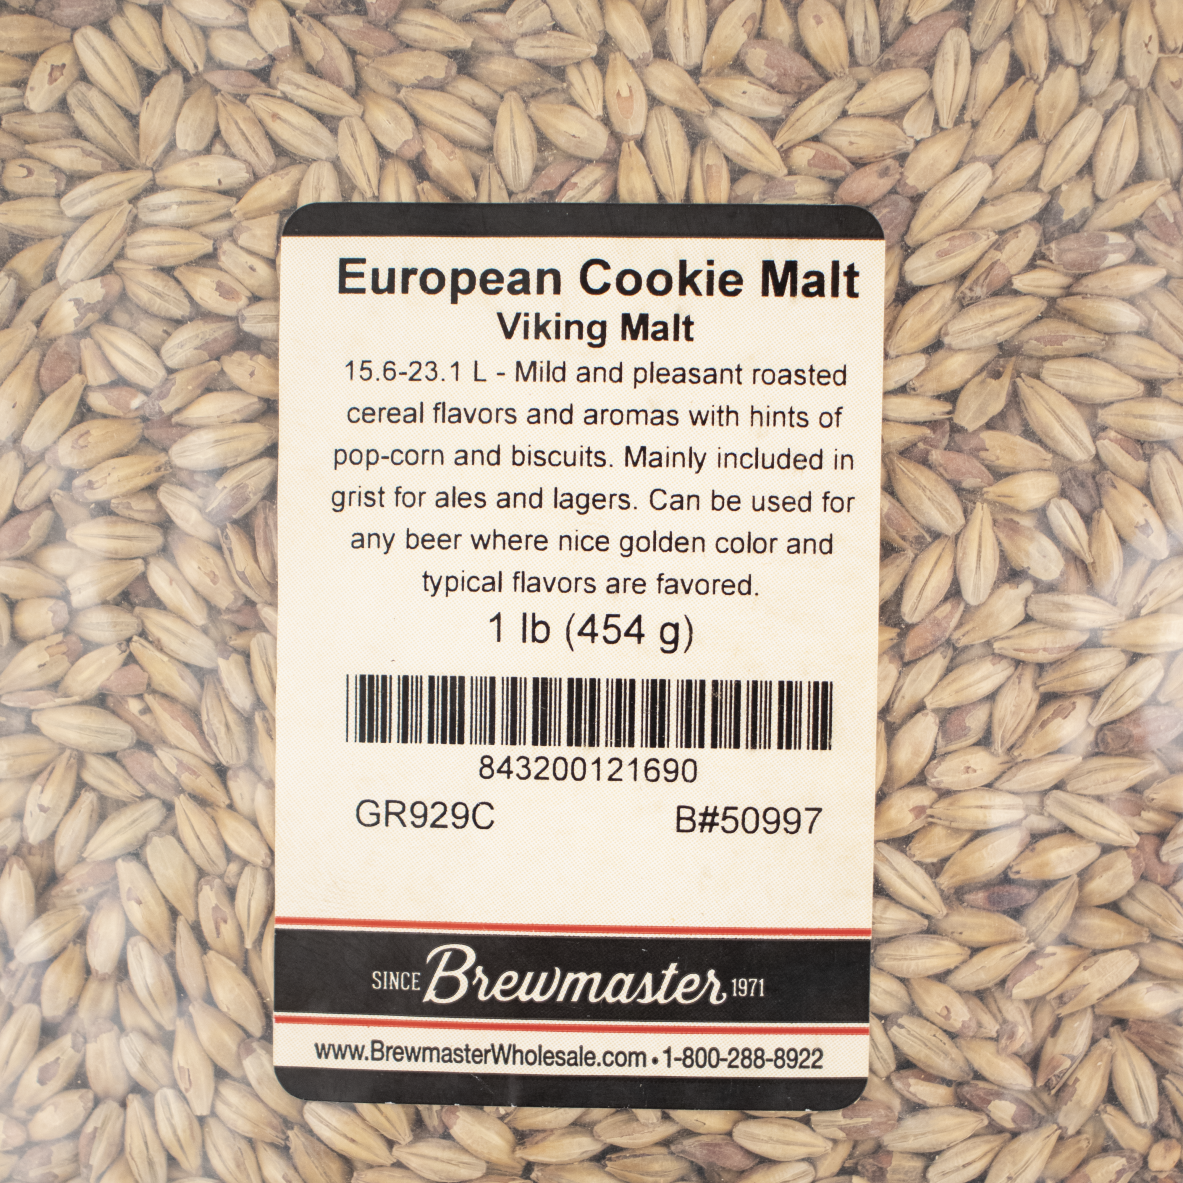 European Cookie Malt
Viking Malt
15.6-23.1 L - Mild and pleasant roasted
cereal flavors and aromas with hints of
pop-corn and biscuits. Mainly included in
grist for ales and lagers. Can be used for
any beer where nice golden color and
typical flavors are favored.
1 lb (454 g)
843200121690
GR929C B#50997
SINCE Brewmaster 1971
www.BrewmasterWholesale.com • 1-800-288-8922